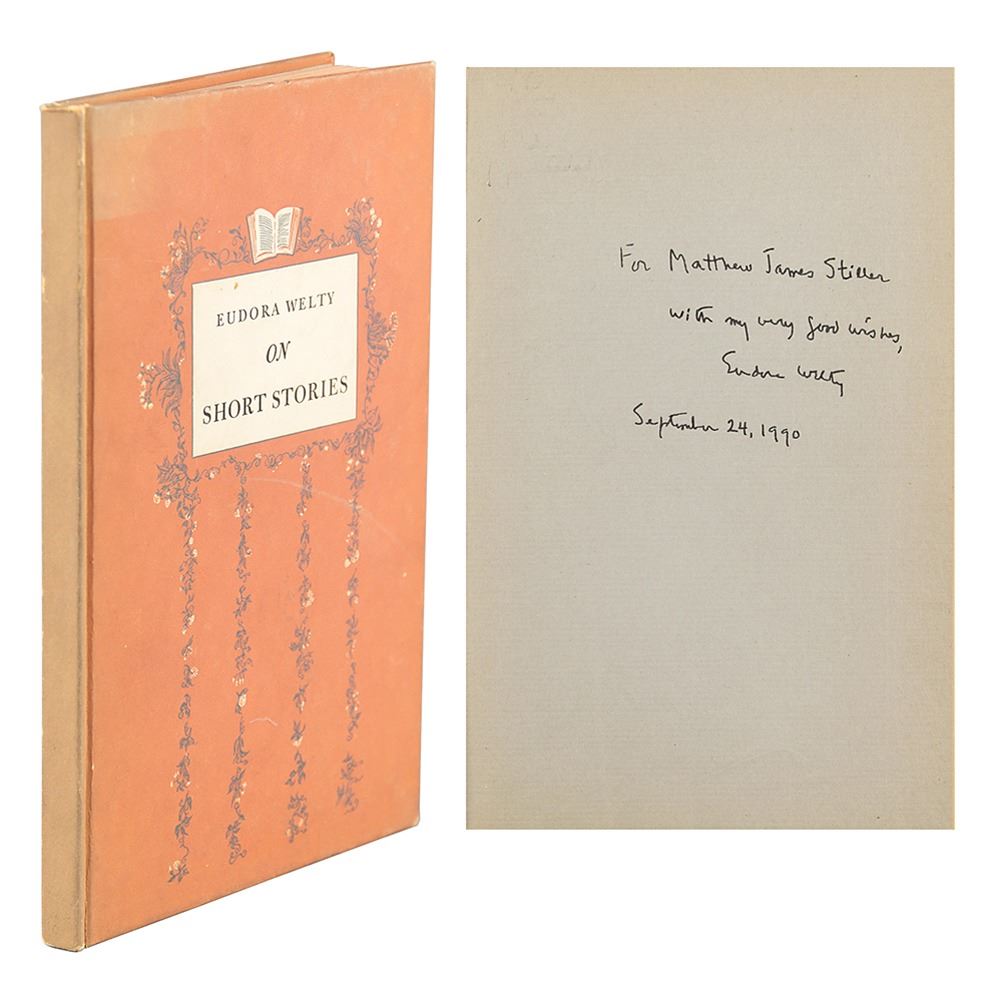 EUDORA WELTY
ON
SHORT STORIES
For Matthew James Stiller
with my very good wishes,
Eudora Welty
September 24, 1990